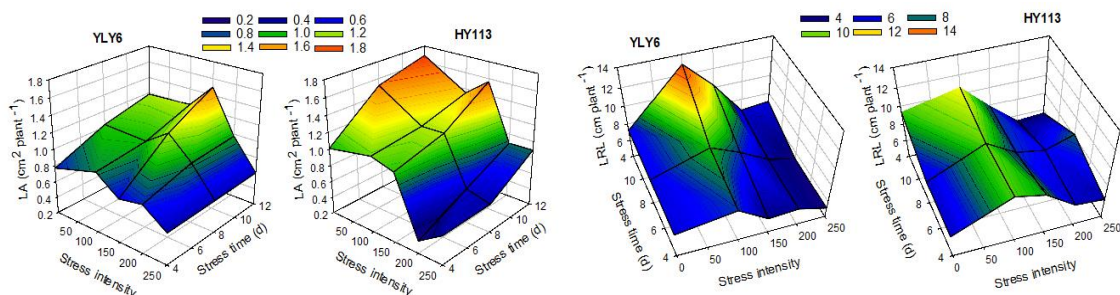 YLY6
0.2 0.4 0.6
0.8 1.0 1.2
1.4 1.6 1.8
HY113
LA (cm2 plant -1)
1.8
1.6
1.4
1.2
1.0
0.8
0.6
0.4
0.2
50
100
150
200
250
Stress intensity
4
6
8
10
12
Stress time (d)
LA (cm2 plant-1)
1.8
1.6
1.4
1.2
1.0
0.8
0.6
0.4
0.2
50
100
150
200
250
Stress intensity
4
6
8
10
12
Stress time (d)
YLY6
4 6 8
10 12 14
HY113
LRL (cm plant -1)
14
12
10
8
6
4
10
6
4
Stress time (d)
0 50 100 150 200 250
Stress intensity
LRL (cm plant -1)
14
12
10
8
6
4
10
6
4
Stress time (d)
0 50 100 150 200 250
Stress intensity